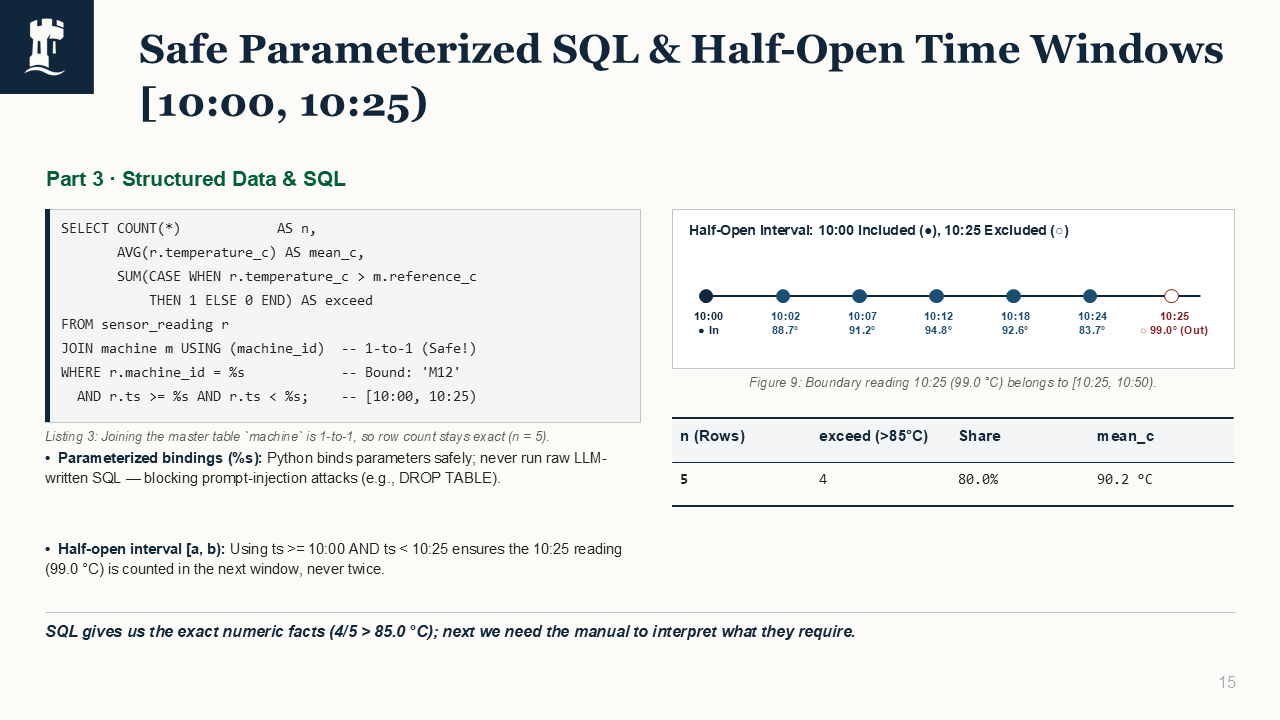 Safe Parameterized SQL & Half-Open Time Windows
[10:00, 10:25)
Part 3 · Structured Data & SQL
SELECT COUNT(*)            AS n,
       AVG(r.temperature_c) AS mean_c,
       SUM(CASE WHEN r.temperature_c > m.reference_c
           THEN 1 ELSE 0 END) AS exceed
FROM sensor_reading r
JOIN machine m USING (machine_id)  -- 1-to-1 (Safe!)
WHERE r.machine_id = %s            -- Bound: 'M12'
  AND r.ts >= %s AND r.ts < %s;    -- [10:00, 10:25)
Listing 3: Joining the master table `machine` is 1-to-1, so row count stays exact (n = 5).
• Parameterized bindings (%s): Python binds parameters safely; never run raw LLM-
written SQL — blocking prompt-injection attacks (e.g., DROP TABLE).
• Half-open interval [a, b): Using ts >= 10:00 AND ts < 10:25 ensures the 10:25 reading
(99.0 °C) is counted in the next window, never twice.
Half-Open Interval: 10:00 Included (●), 10:25 Excluded (○)
10:00 10:02 10:07 10:12 10:18 10:24 10:25
● In 88.7° 91.2° 94.8° 92.6° 83.7° ○ 99.0° (Out)
Figure 9: Boundary reading 10:25 (99.0 °C) belongs to [10:25, 10:50).
n (Rows) exceed (>85°C) Share mean_c
5 4 80.0% 90.2 °C
SQL gives us the exact numeric facts (4/5 > 85.0 °C); next we need the manual to interpret what they require.
15